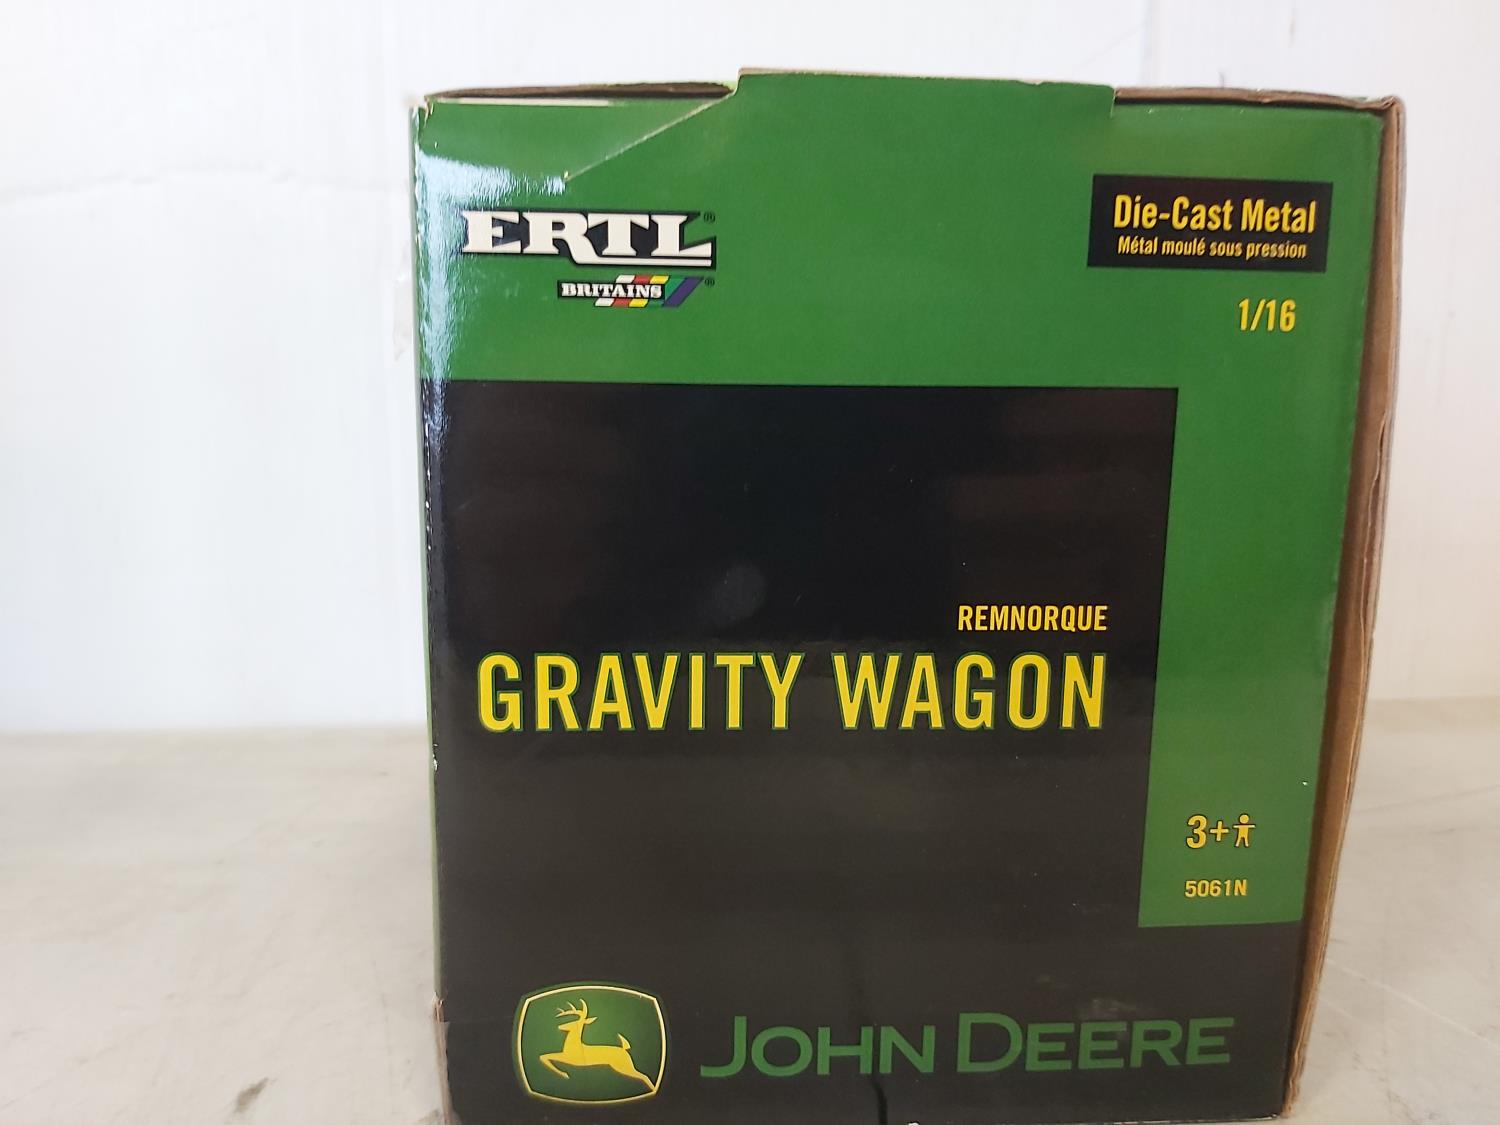 ERTL®
BRITAINS®
Die-Cast Metal
Métal moulé sous pression
1/16
REMNORQUE
GRAVITY WAGON
3+
5061N
JOHN DEERE